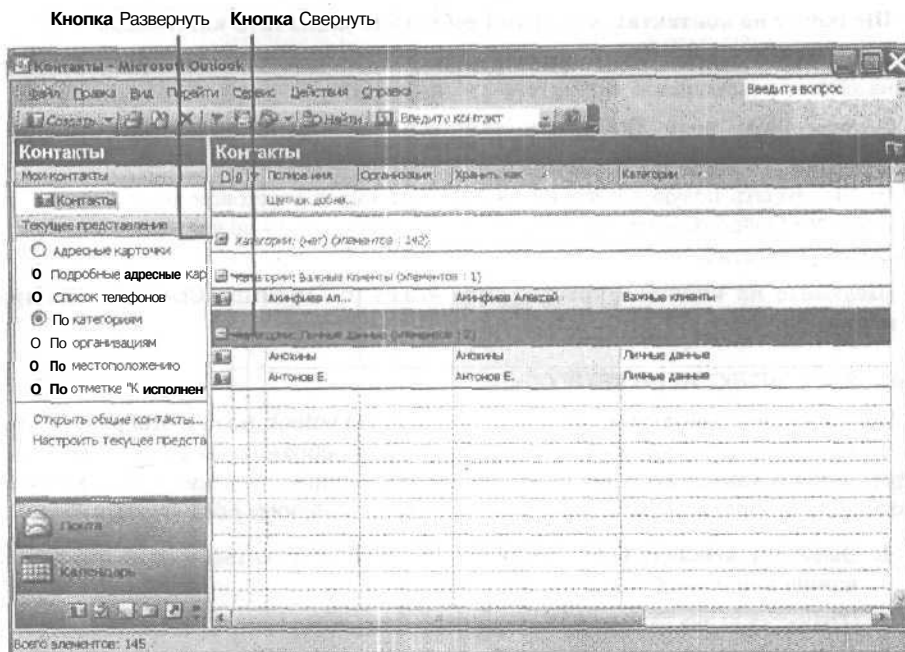 Кнопка Развернуть Кнопка Свернуть
Контакты - Microsoft Outlook
Файл Правка Вид Перейти Сервис Действия Справка
Введите вопрос
Создать Найти Введите контакт
Контакты
Мои контакты
Контакты
Текущее представление
Адресные карточки
Подробные адресные кар
Список телефонов
По категориям
По организациям
По местоположению
По отметке "К исполнен
Открыть общие контакты...
Настроить текущее предста
Почта
Календарь
Контакты
Полное имя Организация Хранить как Категории
Щелчок добав...
Категории: (нет) (элементов : 142)
Категории: Важные клиенты (элементов : 1)
Акинфиев Ал... Акинфиев Алексей Важные клиенты
Категории: Личные данные (элементов : 2)
Анохины Анохины Личные данные
Антонов Е. Антонов Е. Личные данные
Всего элементов: 145